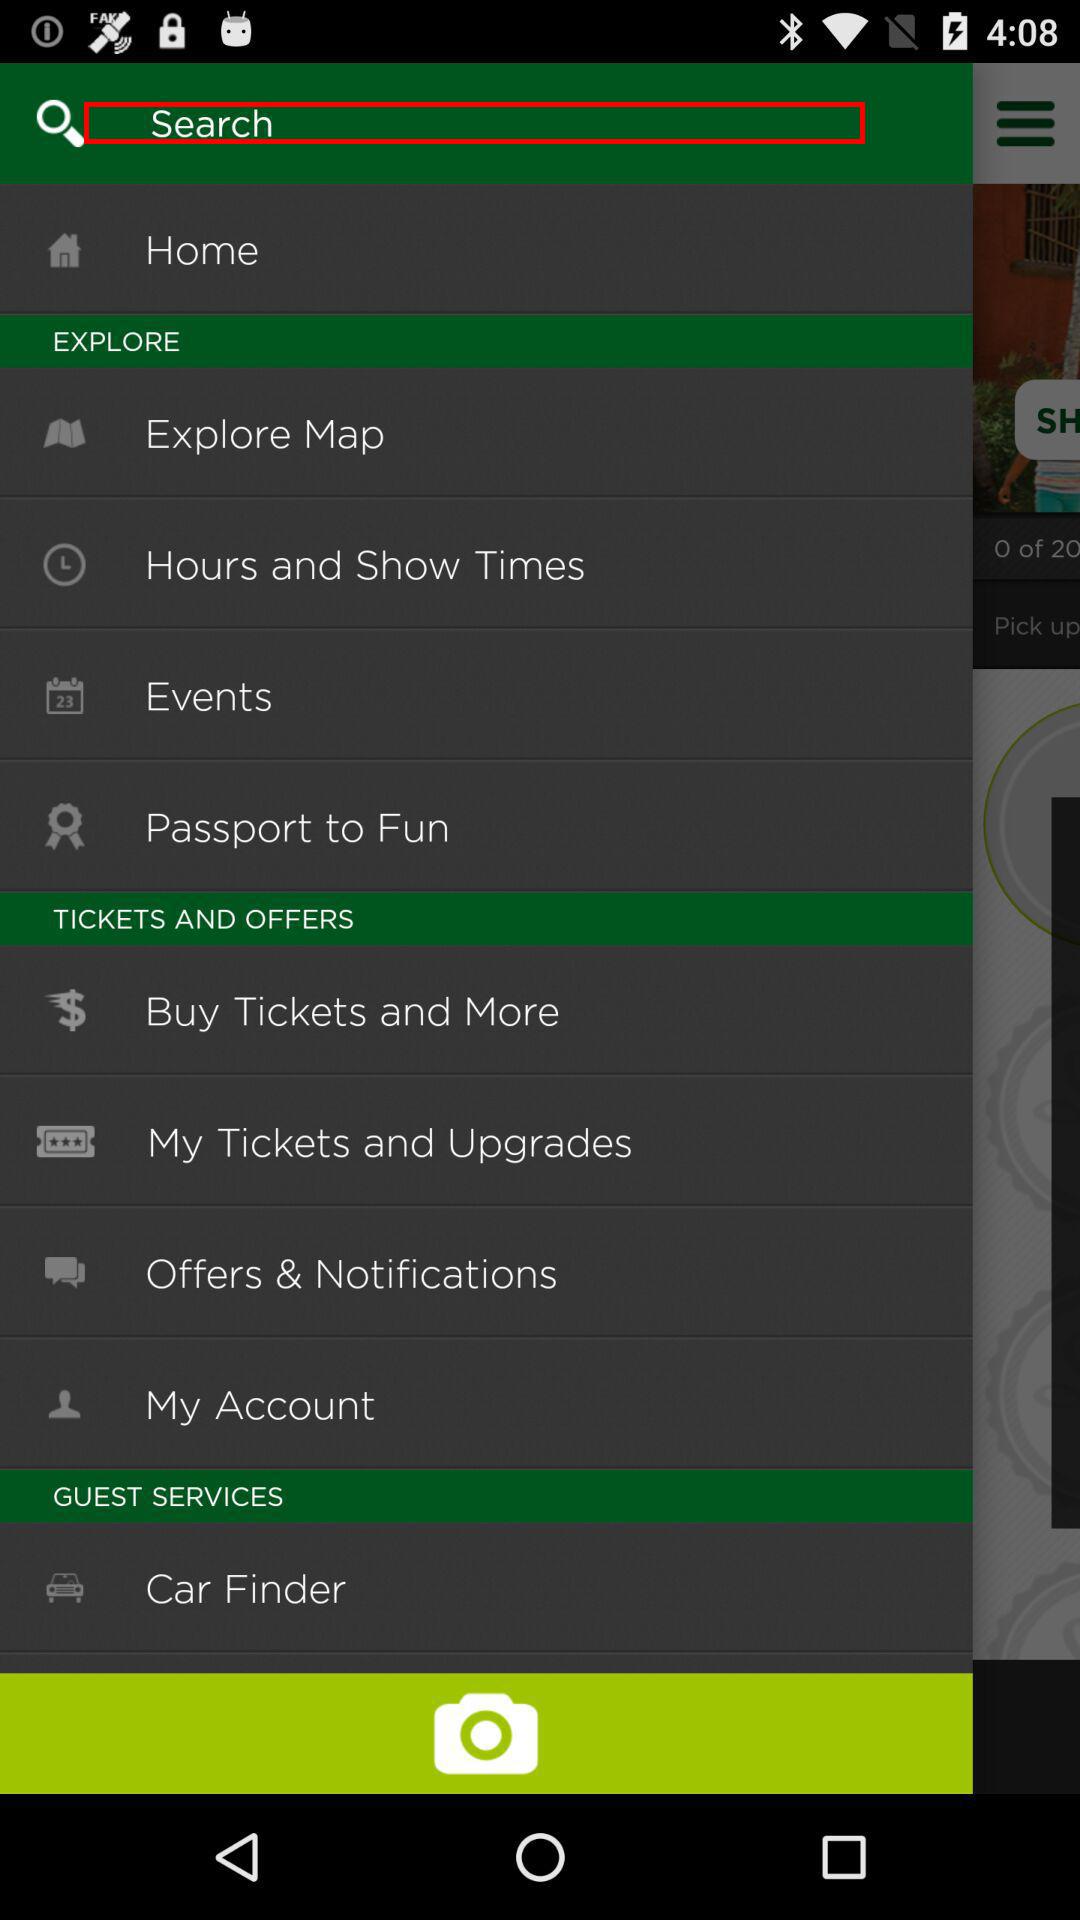 FAKE
4:08
Search
Home
EXPLORE
Explore Map
Hours and Show Times
23
Events
Passport to Fun
TICKETS AND OFFERS
Buy Tickets and More
My Tickets and Upgrades
Offers & Notifications
My Account
GUEST SERVICES
Car Finder
SH
0 of 20
Pick up